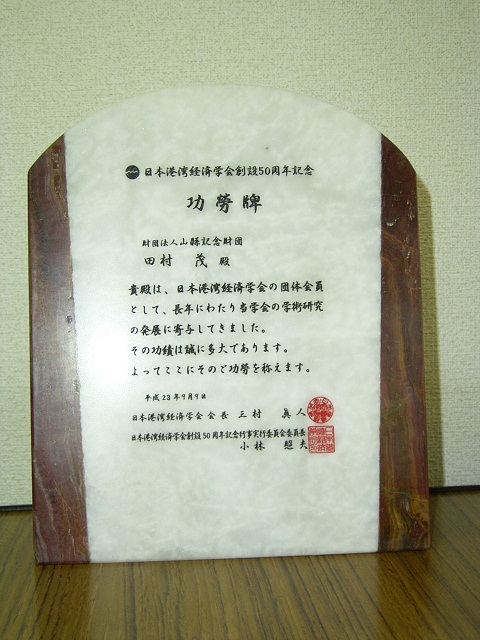 日本港湾経済学会創設50周年記念
功勞牌
財団法人山縣記念財団
田村　茂 殿
貴殿は、日本港湾経済学会の団体会員
として、長年にわたり当学会の学術研究
の発展に寄与してきました。
その功績は誠に多大であります。
よってここにそのご功勞を称えます。
平成23年9月9日
日本港湾経済学会会長 三村　眞人
日本港湾経済学会創設50周年記念行事実行委員会委員長
小林　照夫